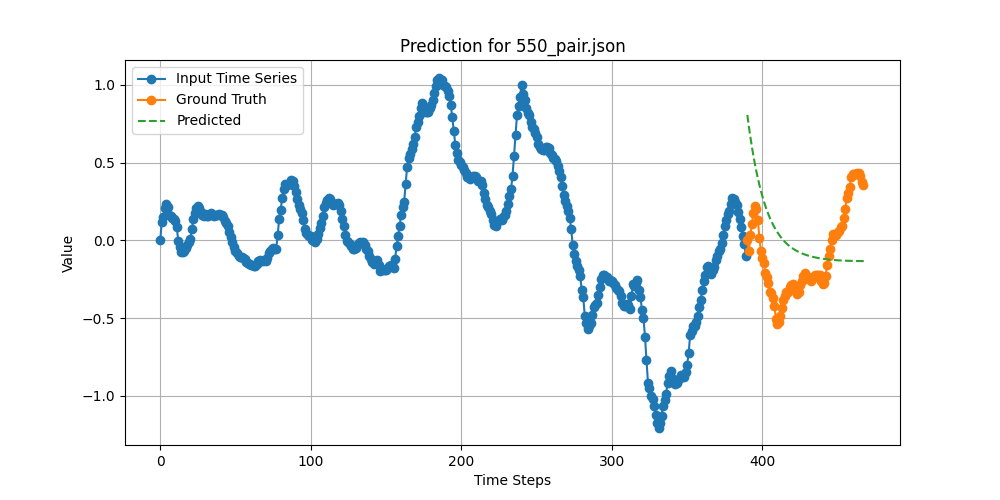 Prediction for 550_pair.json
Input Time Series
Ground Truth
Predicted
1.0
0.5
0.0
−0.5
−1.0
Value
0
100
200
300
400
Time Steps